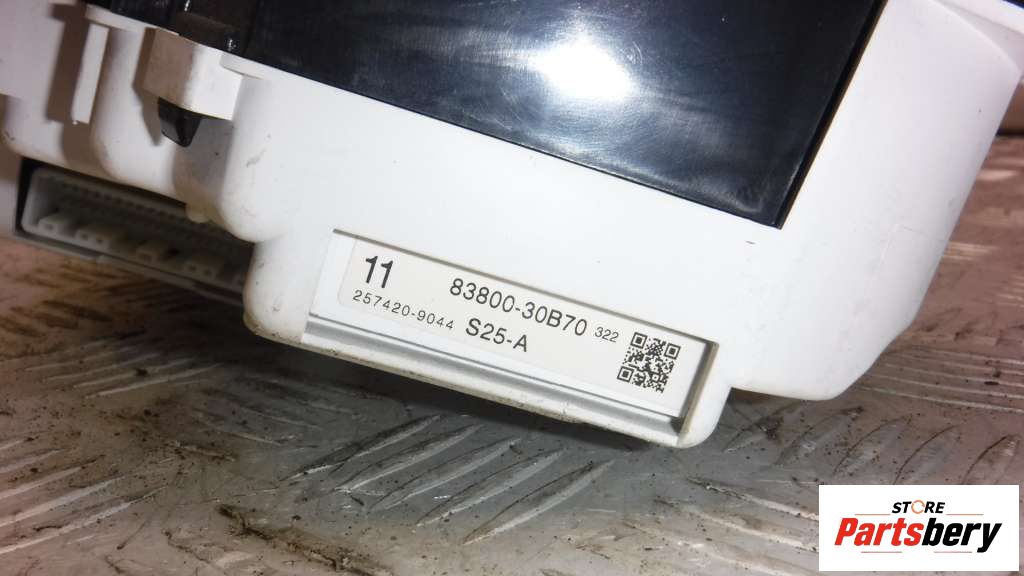 11 83800-30B70 322
257420-9044 S25-A
STORE
Partsbery